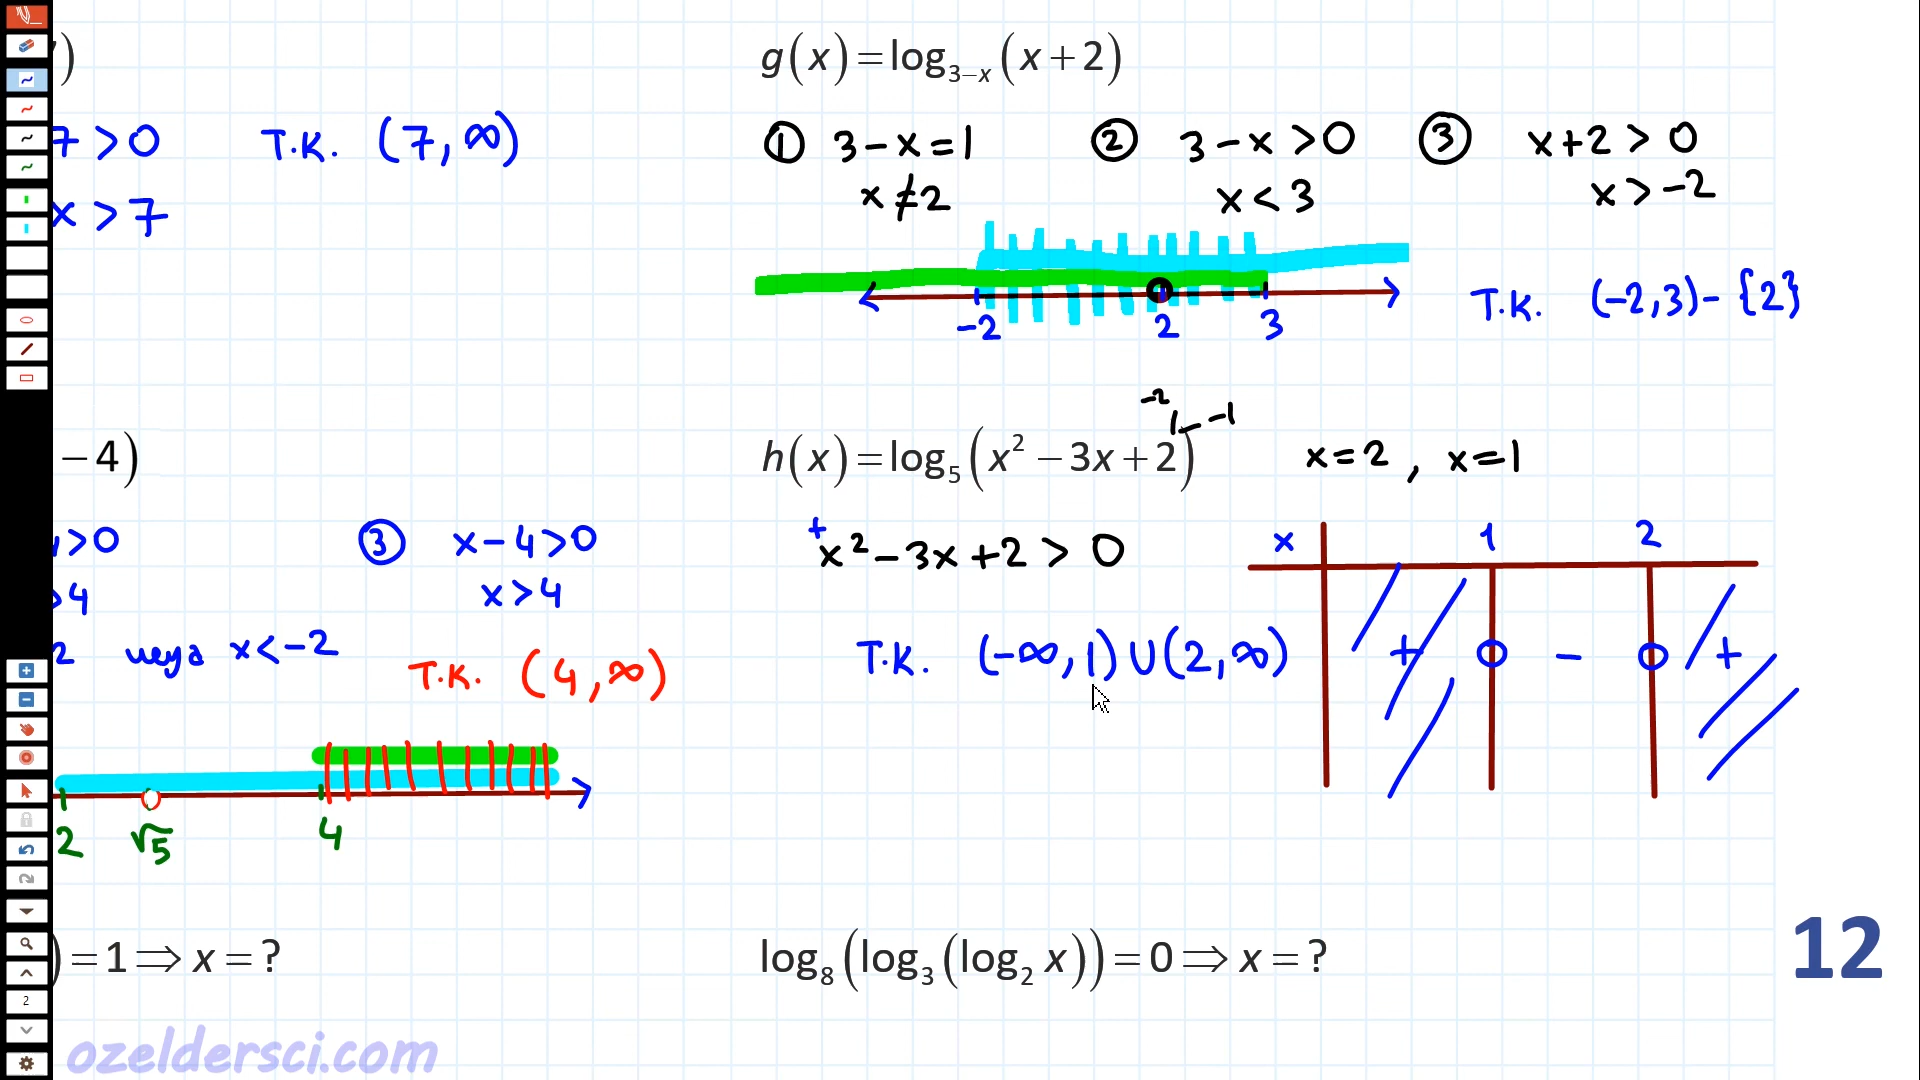 )
7 > 0   T.K. (7, ∞)
x > 7
g(x) = log₃₋ₓ(x+2)
① 3 - x = 1   ② 3 - x > 0   ③ x+2 > 0
x ≠ 2   x < 3   x > -2
-2   2   3   T.K. (-2,3) - {2}
-4)
>0   ③ x - 4 > 0
>4   x > 4
2 veya x < -2   T.K. (4, ∞)
2   √5   4
-2   -1
h(x) = log₅(x² - 3x + 2)   x = 2 , x = 1
+
x² - 3x + 2 > 0   x   1   2
T.K. (-∞, 1) ∪ (2, ∞)   + 0 - 0 +
) = 1 ⇒ x = ?
log₈(log₃(log₂ x)) = 0 ⇒ x = ?
12
2
ozeldersci.com